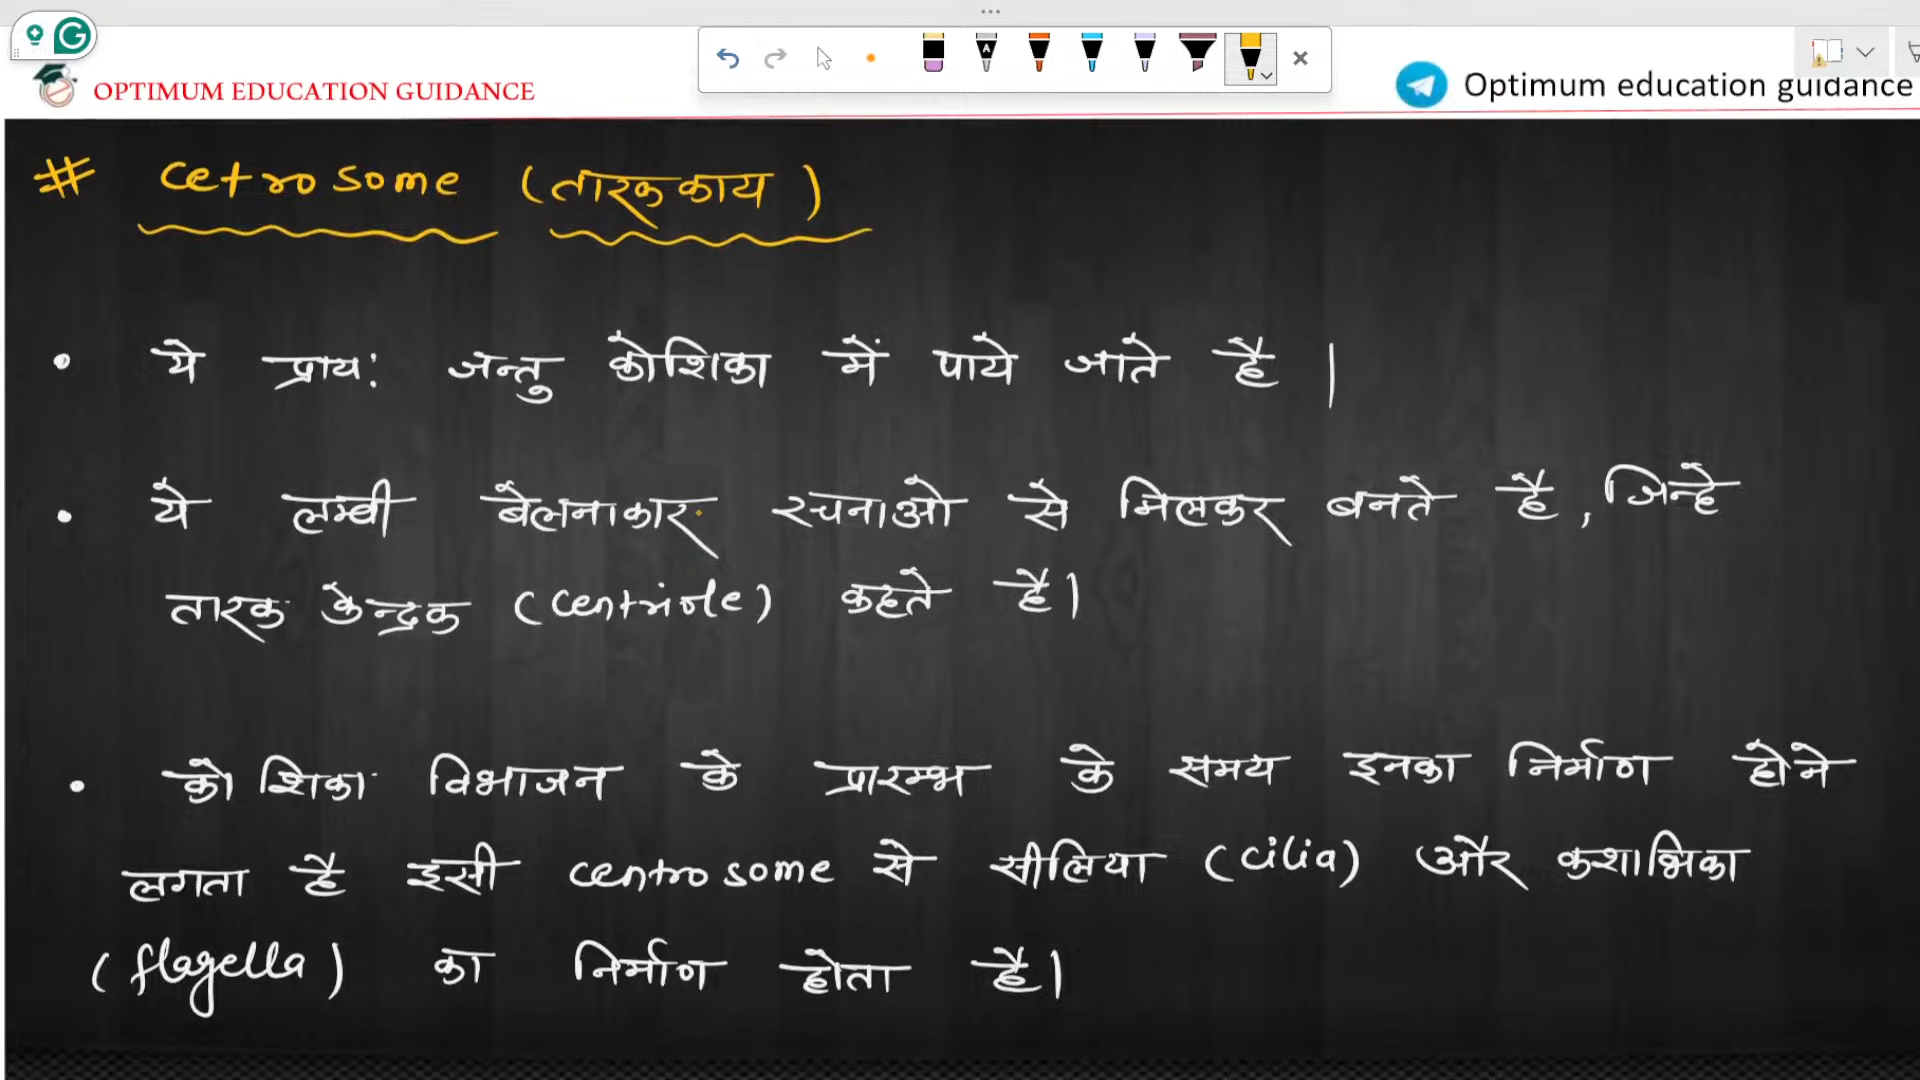 OPTIMUM EDUCATION GUIDANCE
Optimum education guidance
# Cetrosome (तारककाय)
• ये प्राय: जन्तु कोशिका में पाये जाते है |
• ये लम्बी बेलनाकार रचनाओ से मिलकर बनते है, जिन्हे
तारक केन्द्रक (Centriole) कहते है।
• कोशिका विभाजन के प्रारम्भ के समय इनका निर्माण होने
लगता है इसी centrosome से सीलिया (cilia) और कशाभिका
(flagella) का निर्माण होता है।